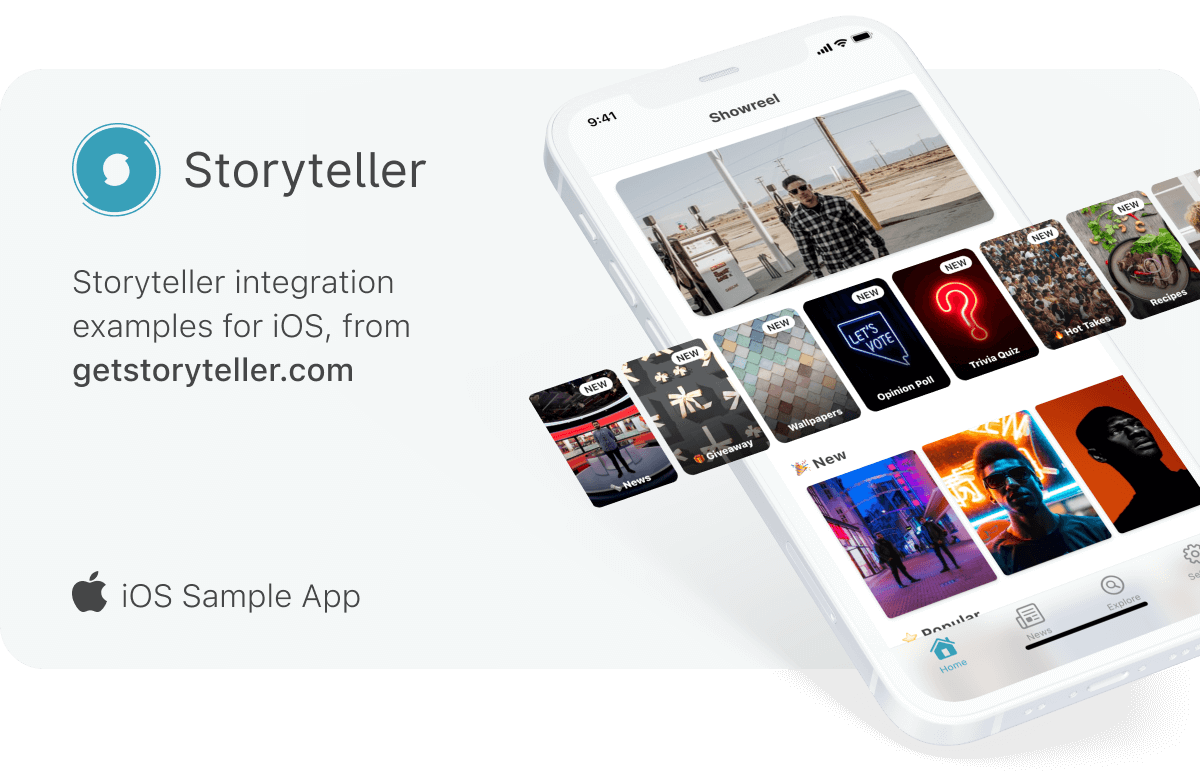 Storyteller
Storyteller integration
examples for iOS, from
getstoryteller.com
iOS Sample App
9:41
Showreel
NEW
News
NEW
🎁 Giveaway
NEW
Wallpapers
NEW
LET'S
VOTE
Opinion Poll
NEW
Trivia Quiz
NEW
🔥 Hot Takes
NEW
Recipes
🎉 New
Popular
Home
News
Explore